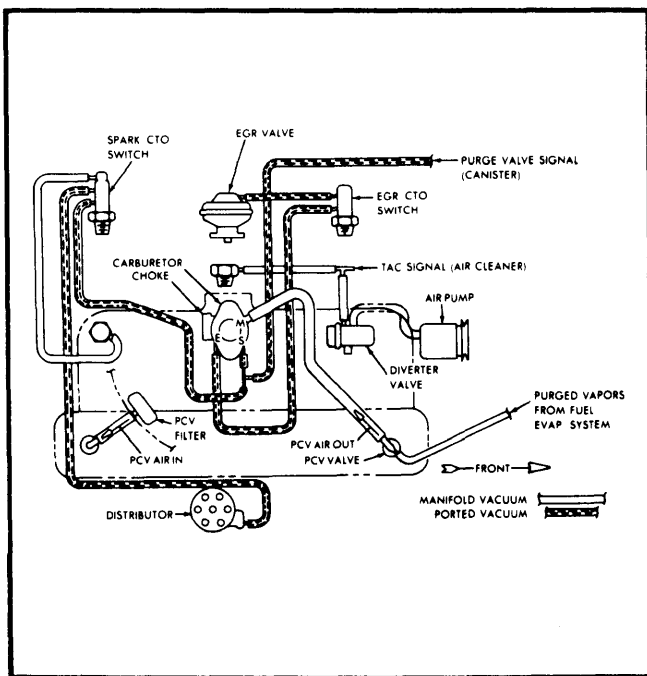 SPARK CTO
SWITCH
EGR VALVE
PURGE VALVE SIGNAL
(CANISTER)
EGR CTO
SWITCH
CARBURETOR
CHOKE
TAC SIGNAL (AIR CLEANER)
AIR PUMP
M
E
S
DIVERTER
VALVE
PURGED VAPORS
FROM FUEL
EVAP SYSTEM
PCV
FILTER
PCV AIR IN
PCV AIR OUT
PCV VALVE
FRONT
MANIFOLD VACUUM
PORTED VACUUM
DISTRIBUTOR